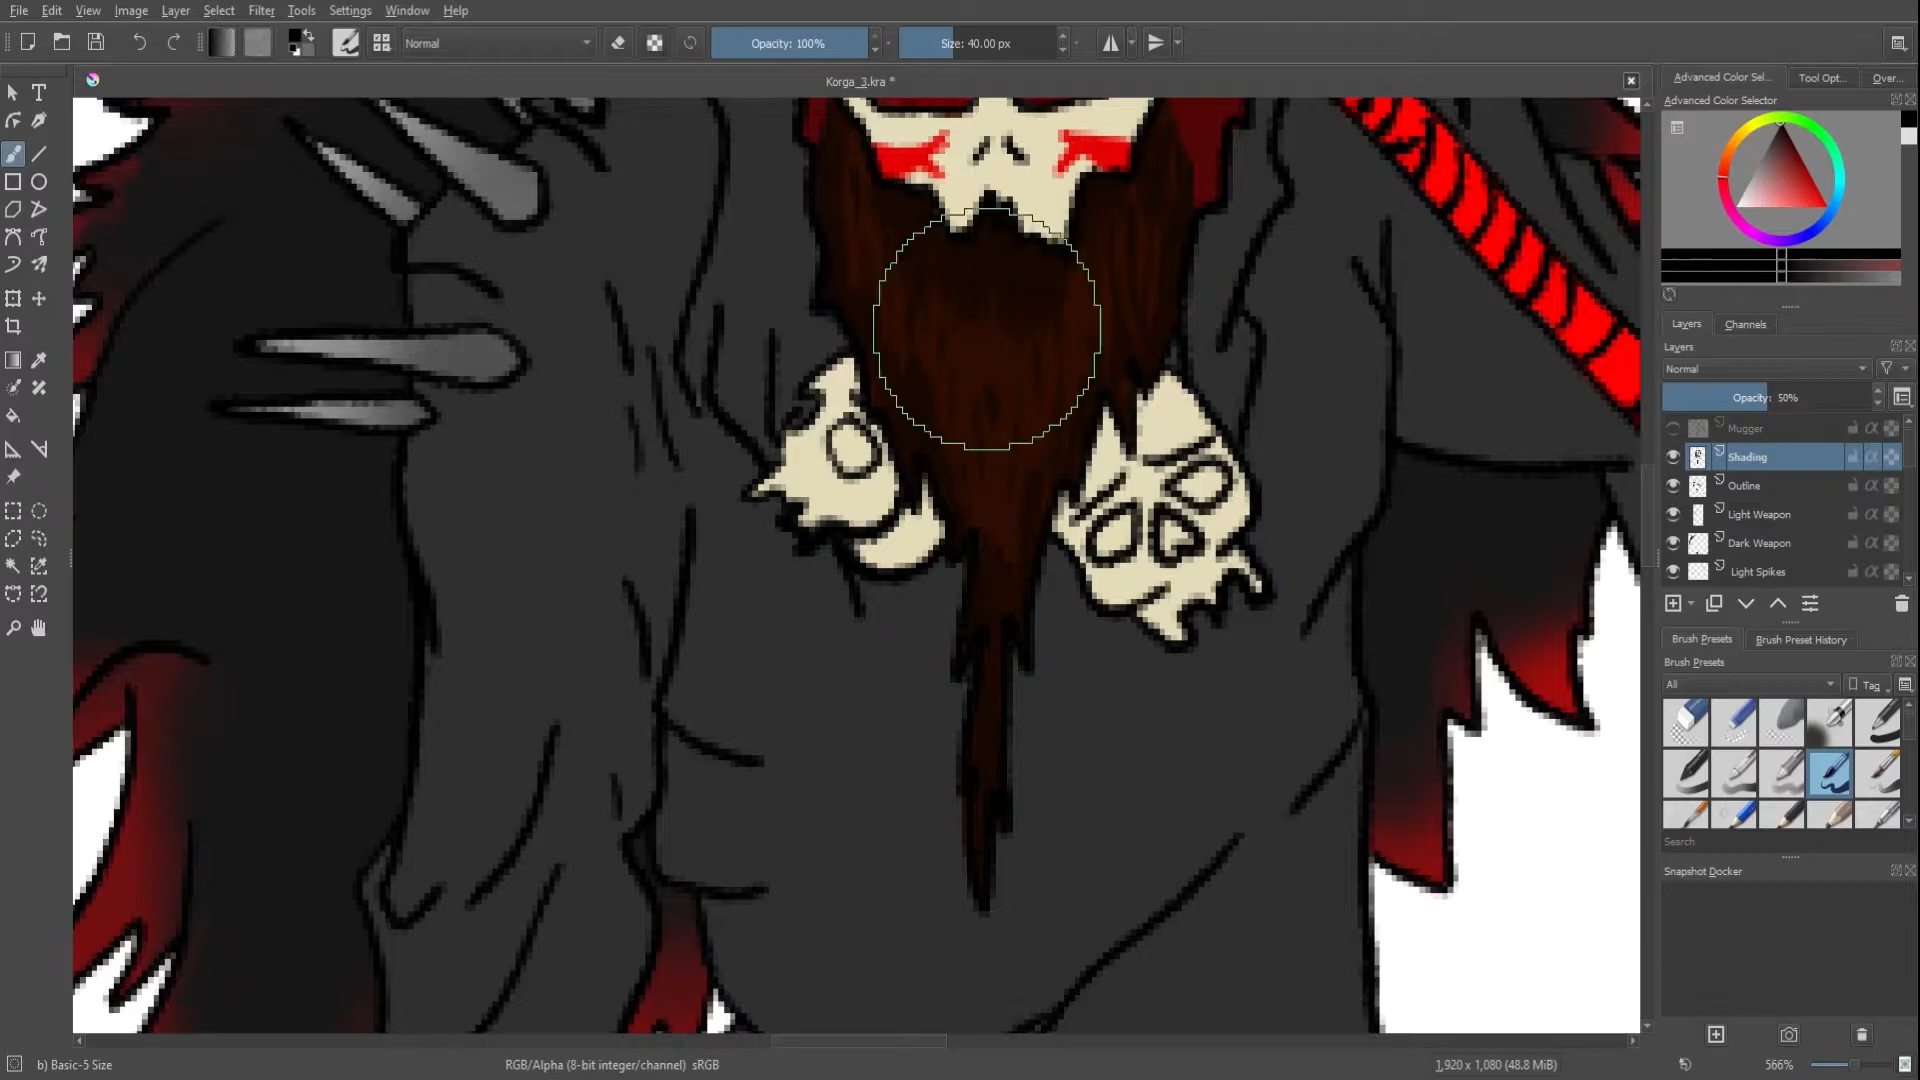 File Edit View Image Layer Select Filter Tools Settings Window Help
Normal Opacity: 100% Size: 40.00 px
Korga_3.kra *
Advanced Color Sel... Tool Opt... Over...
Advanced Color Selector
Layers Channels
Layers
Normal
Opacity: 50%
Mugger
Shading
Outline
Light Weapon
Dark Weapon
Light Spikes
Brush Presets Brush Preset History
Brush Presets
All Tag
Search
Snapshot Docker
b) Basic-5 Size RGB/Alpha (8-bit integer/channel) sRGB 1,920 x 1,080 (48.8 MiB) 566%